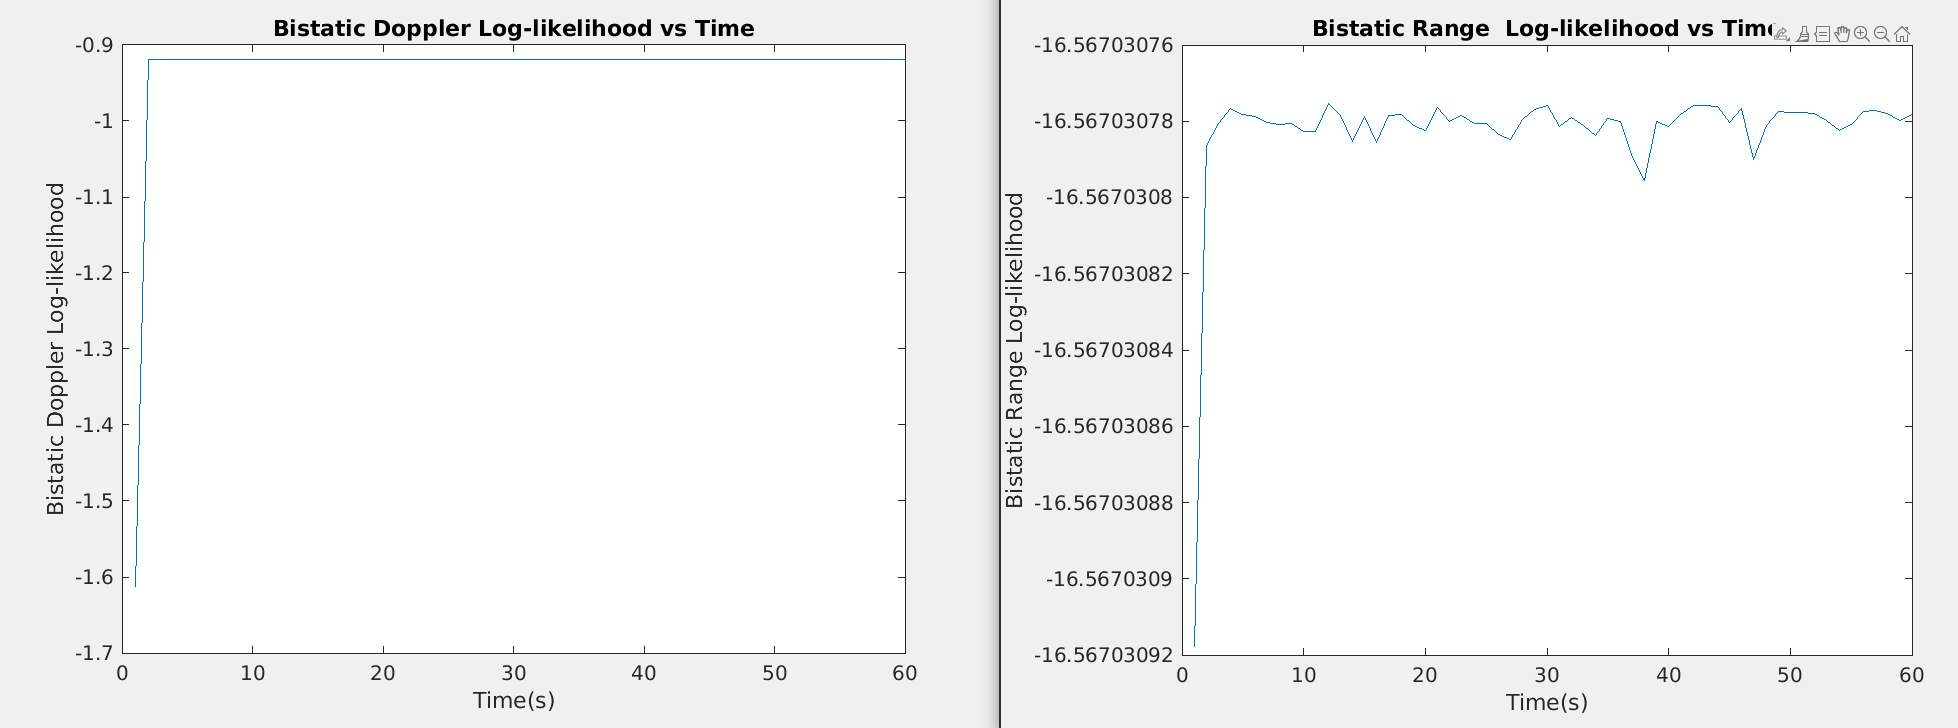 Bistatic Doppler Log-likelihood vs Time
-0.9
-1
-1.1
-1.2
-1.3
-1.4
-1.5
-1.6
-1.7
Bistatic Doppler Log-likelihood
0 10 20 30 40 50 60
Time(s)
Bistatic Range  Log-likelihood vs Time
-16.56703076
-16.56703078
-16.5670308
-16.56703082
-16.56703084
-16.56703086
-16.56703088
-16.5670309
-16.56703092
Bistatic Range Log-likelihood
0 10 20 30 40 50 60
Time(s)